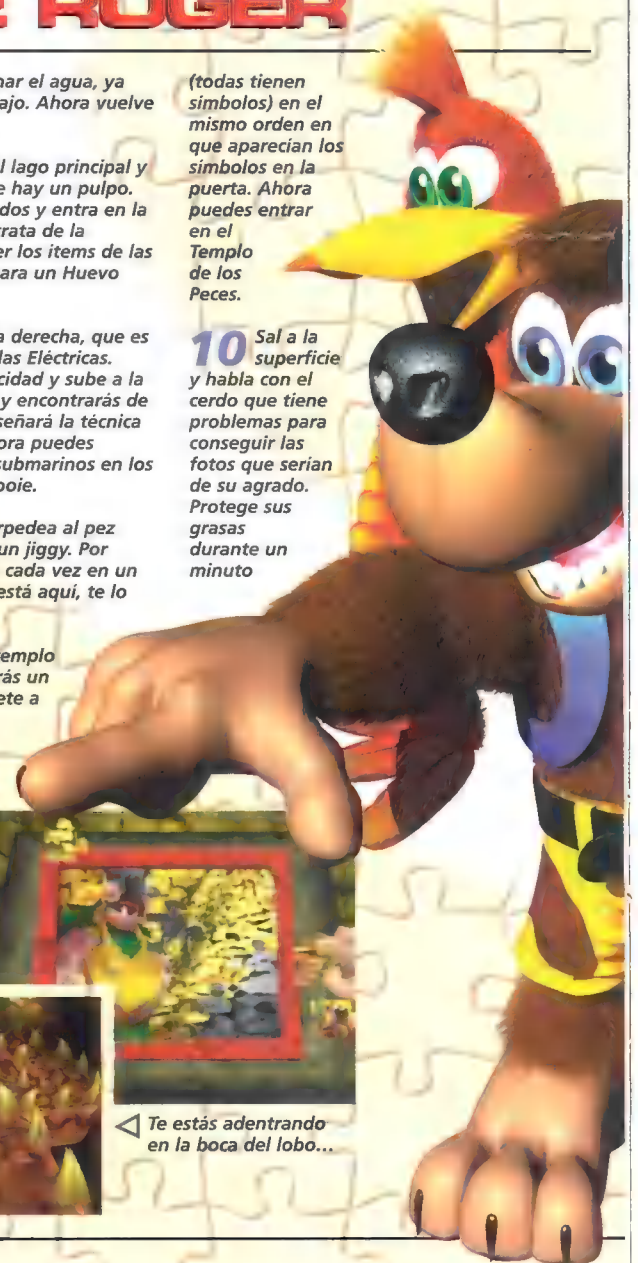 ROGER
nar el agua, ya
ajo. Ahora vuelve
l lago principal y
e hay un pulpo.
dos y entra en la
rata de la
er los items de las
ara un Huevo
a derecha, que es
las Eléctricas.
cidad y sube a la
y encontrarás de
señará la técnica
ora puedes
submarinos en los
ooie.
rpedea al pez
un jiggy. Por
cada vez en un
está aquí, te lo
emplo
rás un
ete a
(todas tienen
símbolos) en el
mismo orden en
que aparecían los
símbolos en la
puerta. Ahora
puedes entrar
en el
Templo
de los
Peces.
10 Sal a la
superficie
y habla con el
cerdo que tiene
problemas para
conseguir las
fotos que serían
de su agrado.
Protege sus
grasas
durante un
minuto
Te estás adentrando
en la boca del lobo...